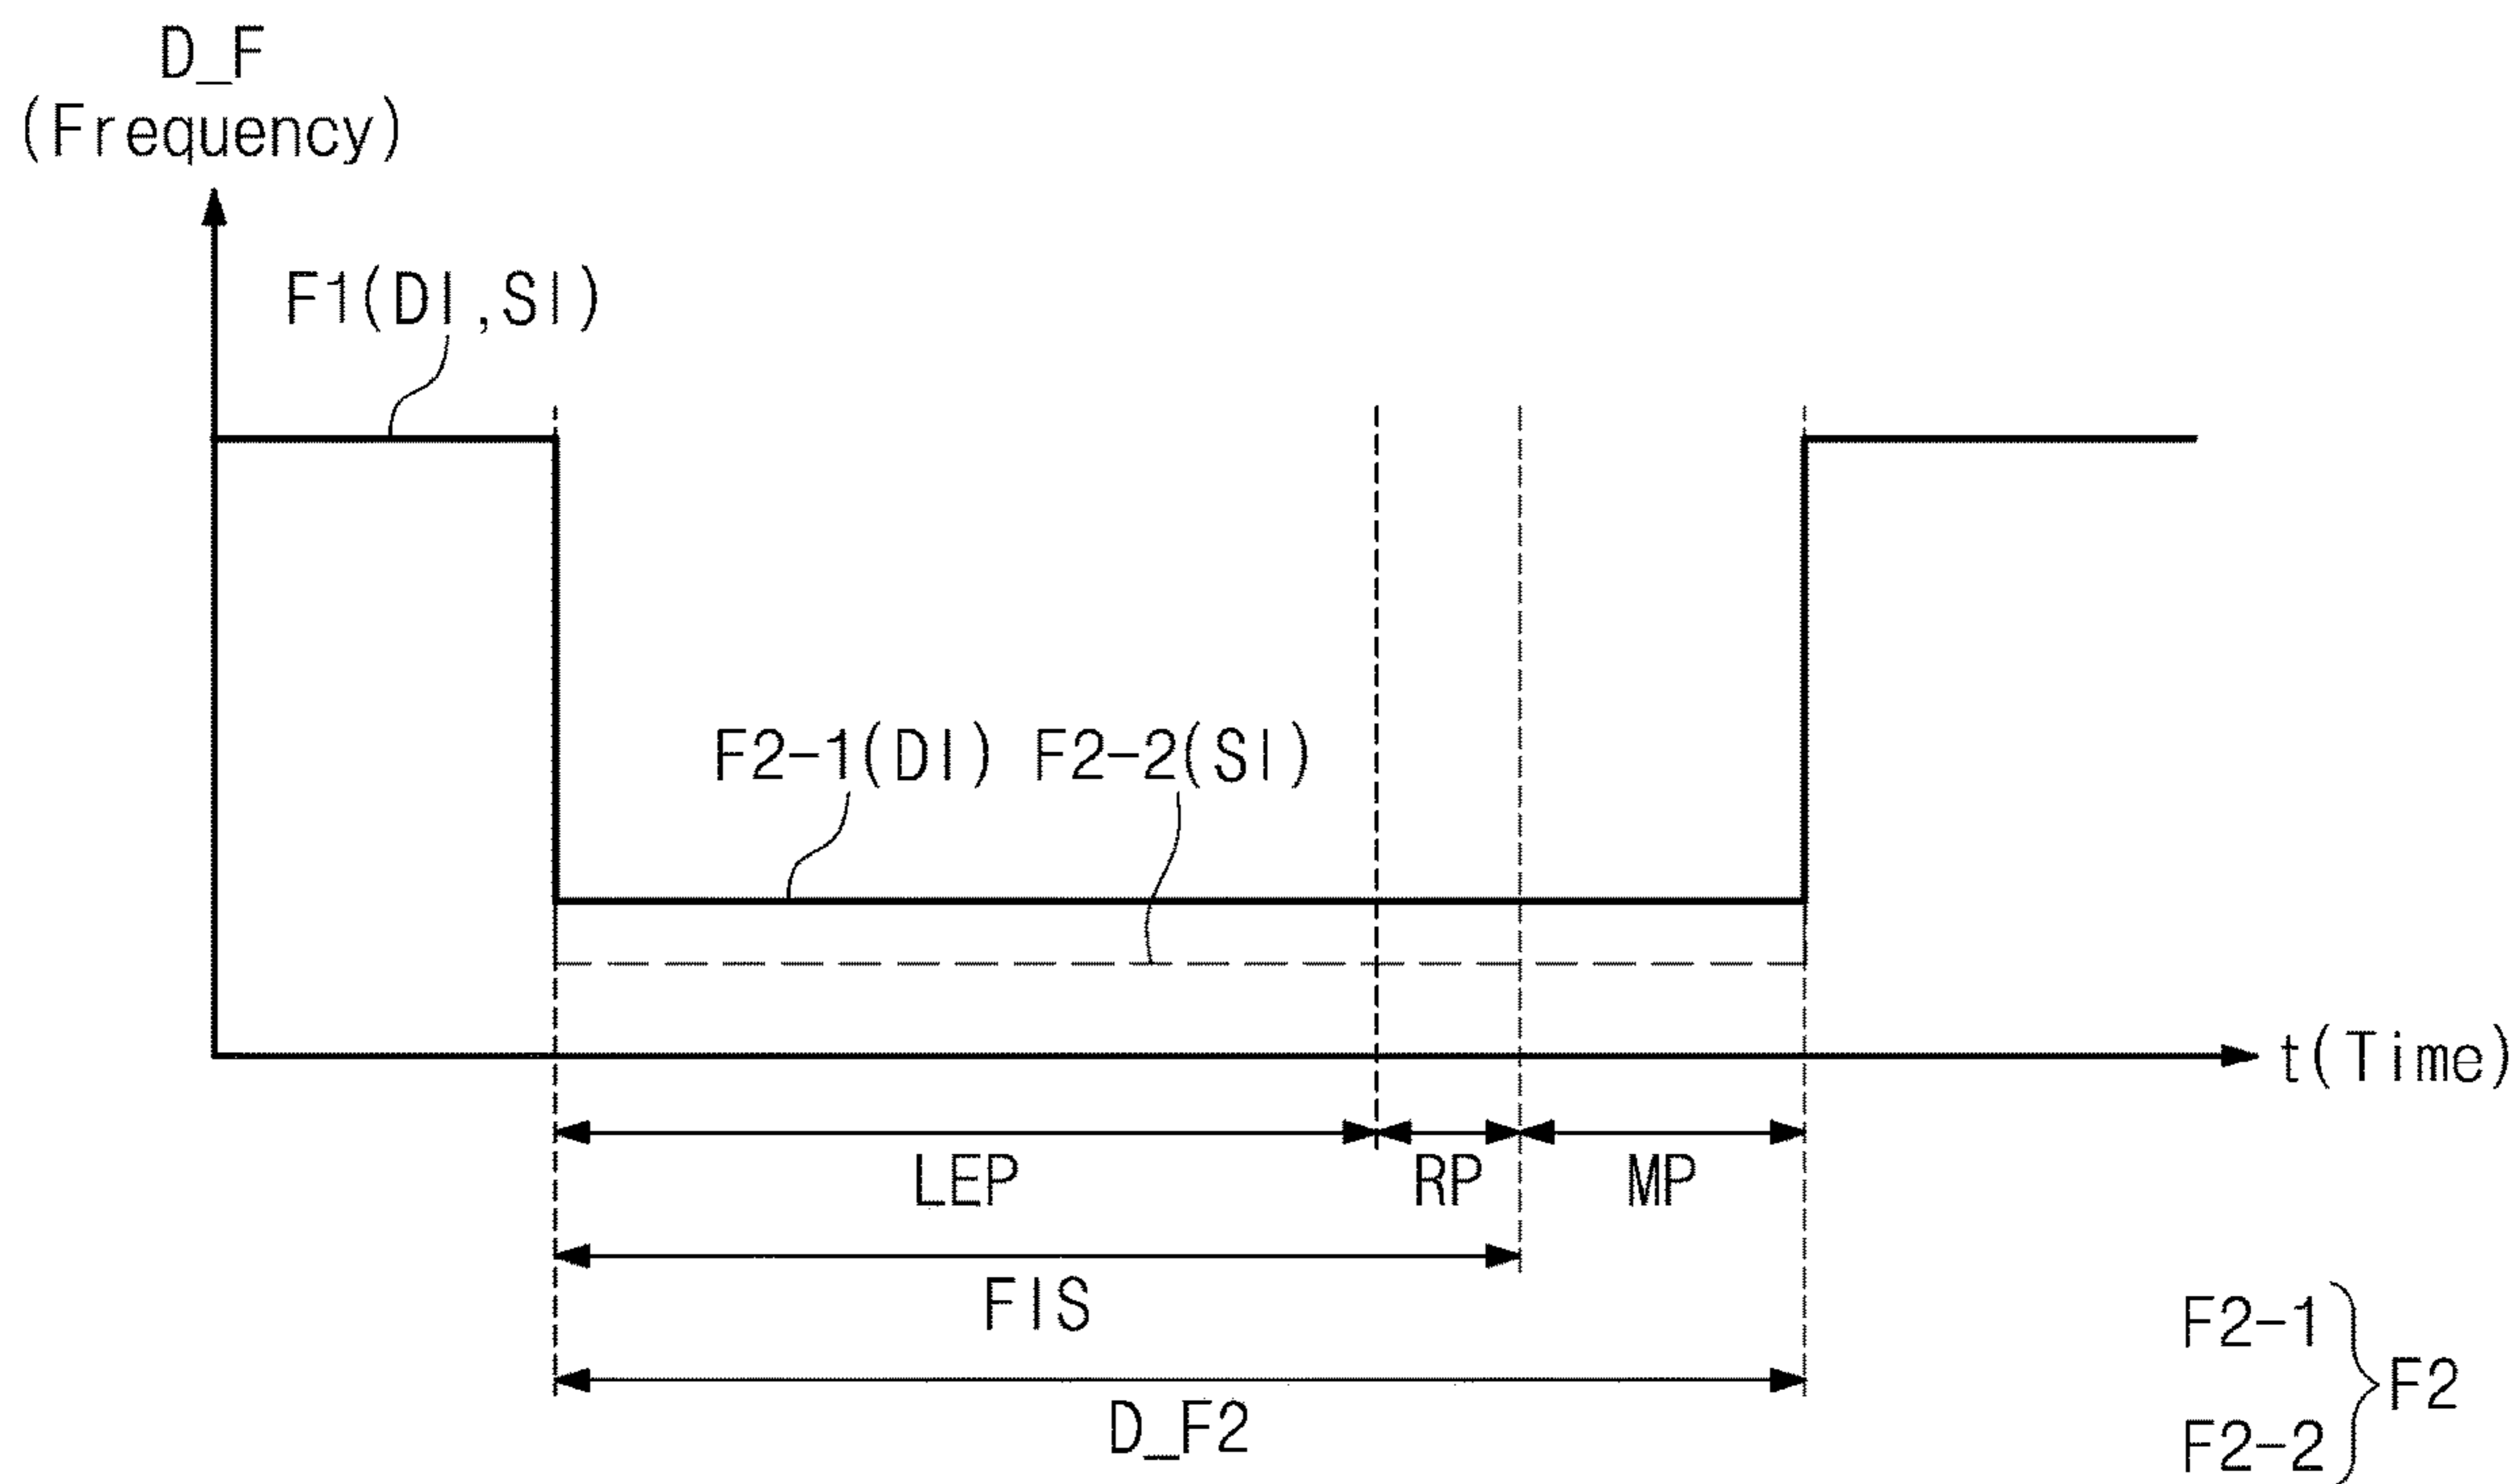 D_F
(Frequency)
F1(DI,SI)
F2-1(DI) F2-2(SI)
t(Time)
LEP RP MP
FIS
D_F2
F2-1
F2
F2-2